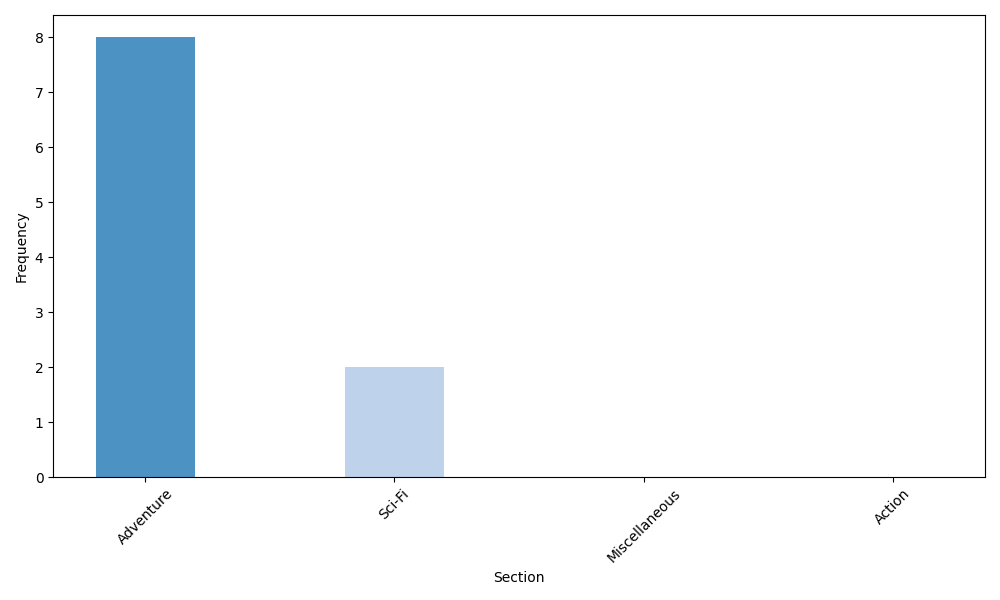 8
7
6
5
4
3
2
1
0
Frequency
Adventure
Sci-Fi
Miscellaneous
Action
Section